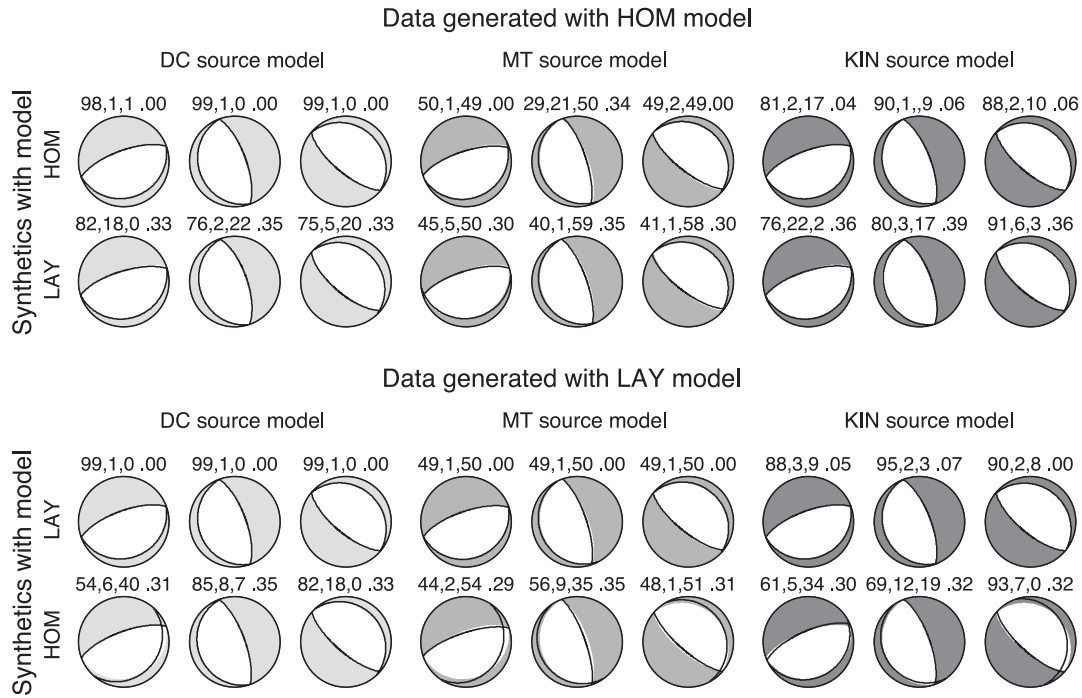 Data generated with HOM model
DC source model MT source model KIN source model
Synthetics with model
HOM
98,1,1 .00 99,1,0 .00 99,1,0 .00 50,1,49 .00 29,21,50 .34 49,2,49.00 81,2,17 .04 90,1,,9 .06 88,2,10 .06
LAY
82,18,0 .33 76,2,22 .35 75,5,20 .33 45,5,50 .30 40,1,59 .35 41,1,58 .30 76,22,2 .36 80,3,17 .39 91,6,3 .36
Data generated with LAY model
DC source model MT source model KIN source model
Synthetics with model
LAY
99,1,0 .00 99,1,0 .00 99,1,0 .00 49,1,50 .00 49,1,50 .00 49,1,50 .00 88,3,9 .05 95,2,3 .07 90,2,8 .00
HOM
54,6,40 .31 85,8,7 .35 82,18,0 .33 44,2,54 .29 56,9,35 .35 48,1,51 .31 61,5,34 .30 69,12,19 .32 93,7,0 .32